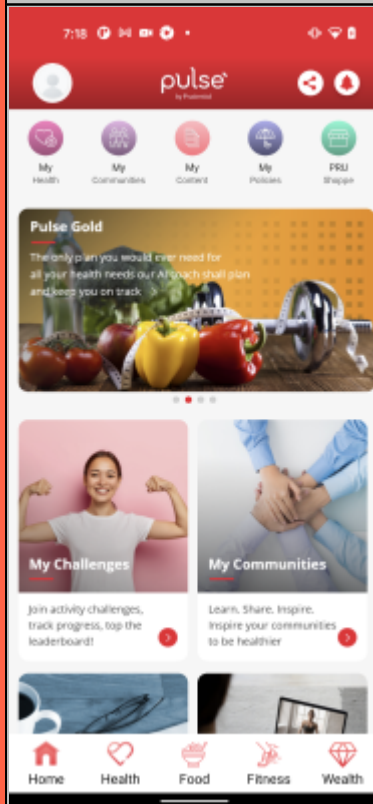 7:18
pulse
by Prudential
My
Health
My
Communities
My
Content
My
Policies
PRU
Shoppe
Pulse Gold
The only plan you would ever need for
all your health needs our AI coach shall plan
and keep you on track >
My Challenges
Join activity challenges,
track progress, top the
leaderboard!
My Communities
Learn. Share. Inspire.
Inspire your communities
to be healthier
Home
Health
Food
Fitness
Wealth